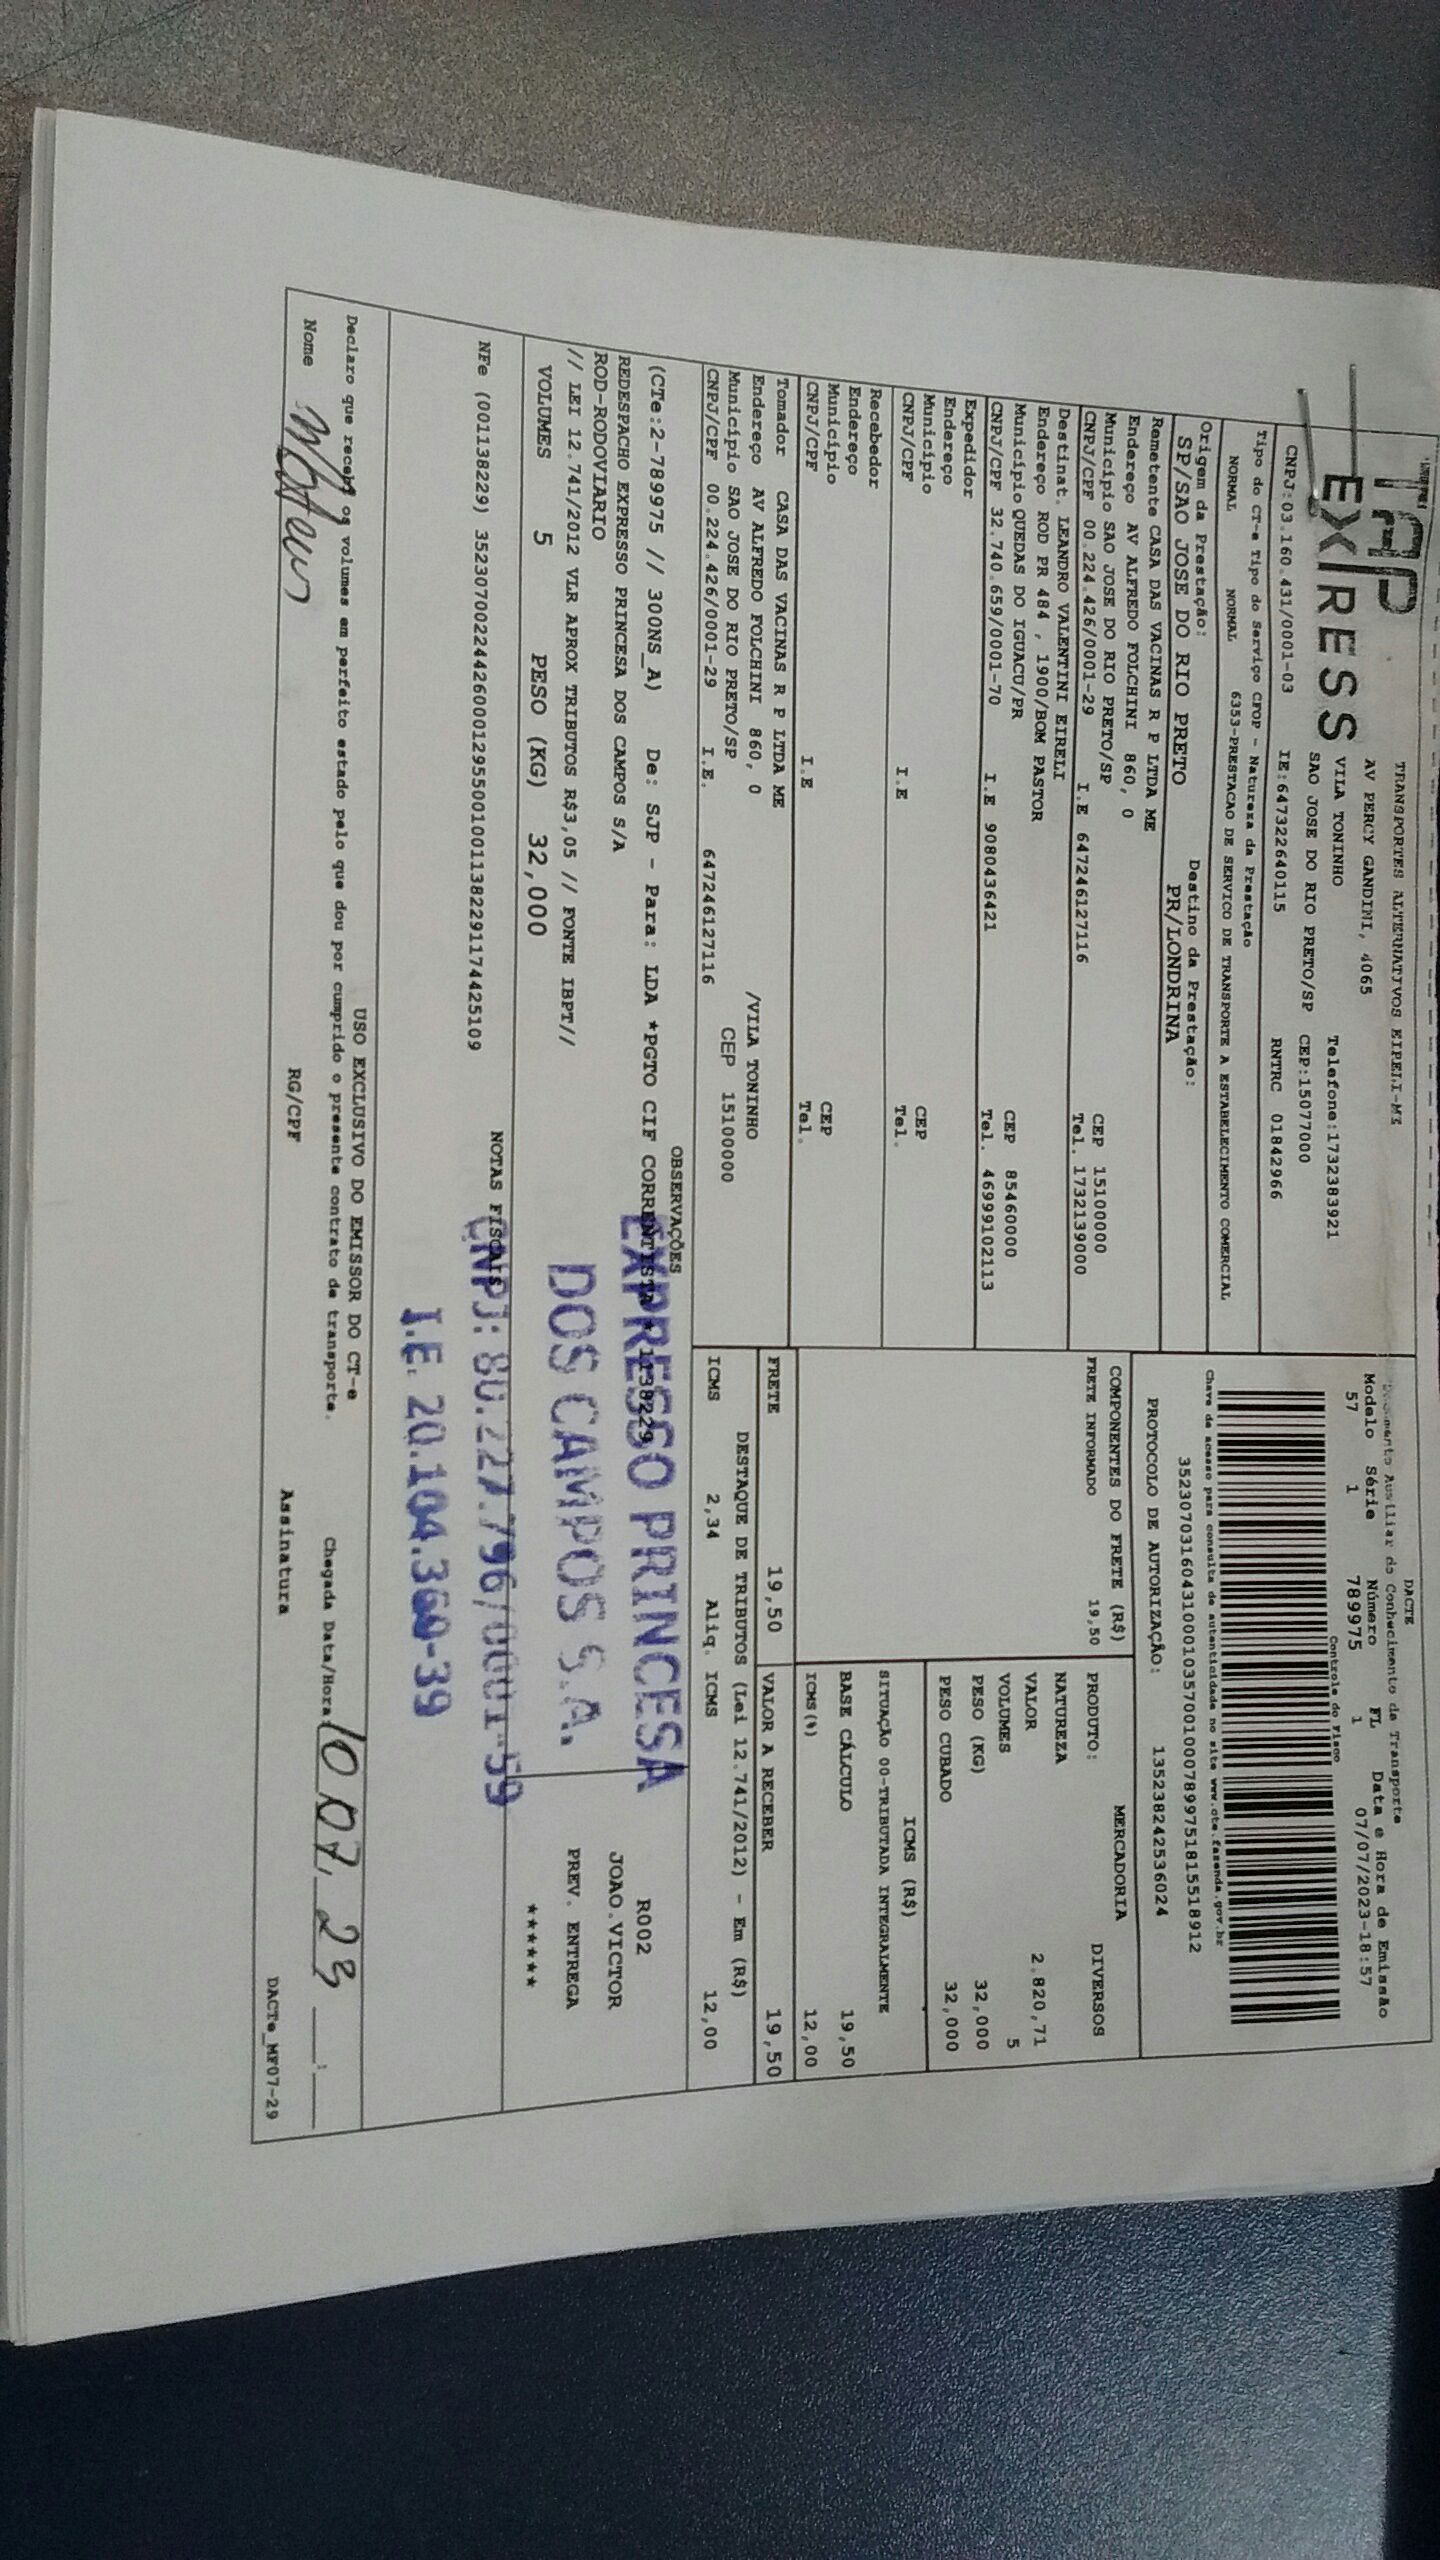 TAP
EXPRESS
TRANSPORTES ALTERNATIVOS EIRELI-ME
AV PERCY GANDINI, 4065
VILA TONINHO Telefone:1732383921
SAO JOSE DO RIO PRETO/SP CEP:15077000
CNPJ:03.160.431/0001-03 IE:647322640115 RNTRC 01842966
DACTE
Documento Auxiliar do Conhecimento de Transporte
Modelo Série Número FL Data e Hora de Emissão
57 1 789975 1 07/07/2023-18:57
Controle do Fisco
Chave de acesso para consulta de autenticidade no site www.cte.fazenda.gov.br
35230703160431000103570010007899751815518912
PROTOCOLO DE AUTORIZAÇÃO: 135238242536024
Tipo do CT-e Tipo do Serviço CFOP - Natureza da Prestação
NORMAL NORMAL 6353-PRESTACAO DE SERVICO DE TRANSPORTE A ESTABELECIMENTO COMERCIAL
Origem da Prestação: Destino da Prestação:
SP/SAO JOSE DO RIO PRETO PR/LONDRINA
Remetente CASA DAS VACINAS R P LTDA ME
Endereço AV ALFREDO FOLCHINI 860, 0
Município SAO JOSE DO RIO PRETO/SP CEP 15100000
CNPJ/CPF 00.224.426/0001-29 I.E 647246127116 Tel. 1732139000
Destinat. LEANDRO VALENTINI EIRELI
Endereço ROD PR 484 , 1900/BOM PASTOR
Município QUEDAS DO IGUACU/PR CEP 85460000
CNPJ/CPF 32.740.659/0001-70 I.E 9080436421 Tel. 46999102113
Expedidor
Endereço
Município CEP
CNPJ/CPF I.E Tel.
Recebedor
Endereço
Município CEP
CNPJ/CPF I.E Tel.
Tomador CASA DAS VACINAS R P LTDA ME
Endereço AV ALFREDO FOLCHINI 860, 0 /VILA TONINHO
Município SAO JOSE DO RIO PRETO/SP CEP 15100000
CNPJ/CPF 00.224.426/0001-29 I.E. 647246127116
COMPONENTES DO FRETE (R$)
FRETE INFORMADO 19,50
MERCADORIA
PRODUTO: DIVERSOS
NATUREZA
VALOR 2.820,71
VOLUMES 5
PESO (KG) 32,000
PESO CUBADO 32,000
ICMS (R$)
SITUAÇÃO 00-TRIBUTADA INTEGRALMENTE
BASE CÁLCULO 19,50
ICMS(%) 12,00
FRETE 19,50 VALOR A RECEBER 19,50
DESTAQUE DE TRIBUTOS (Lei 12.741/2012) - Em (R$)
ICMS 2,34 Aliq. ICMS 12,00
OBSERVAÇÕES
(CTe:2-789975 // 300NS_A) De: SJP - Para: LDA *PGTO CIF CORRENTISTA * 1138229
REDESPACHO EXPRESSO PRINCESA DOS CAMPOS S/A
ROD-RODOVIARIO
// LEI 12.741/2012 VLR APROX TRIBUTOS R$3,05 // FONTE IBPT//
VOLUMES 5 PESO (KG) 32,000
R002
JOAO.VICTOR
PREV. ENTREGA
*******
EXPRESSO PRINCESA
DOS CAMPOS S.A.
CNPJ: 80.227.796/0001-59
I.E. 20.104.360-39
NOTAS FISCAIS
NFe (001138229) 35230700224426000129550010011382291174425109
USO EXCLUSIVO DO EMISSOR DO CT-e
Declaro que recebi os volumes em perfeito estado pelo que dou por cumprido o presente contrato de transporte. Chegada Data/Hora: 10 07, 23 __:__
Nome RG/CPF Assinatura
DACTe_MF07-29